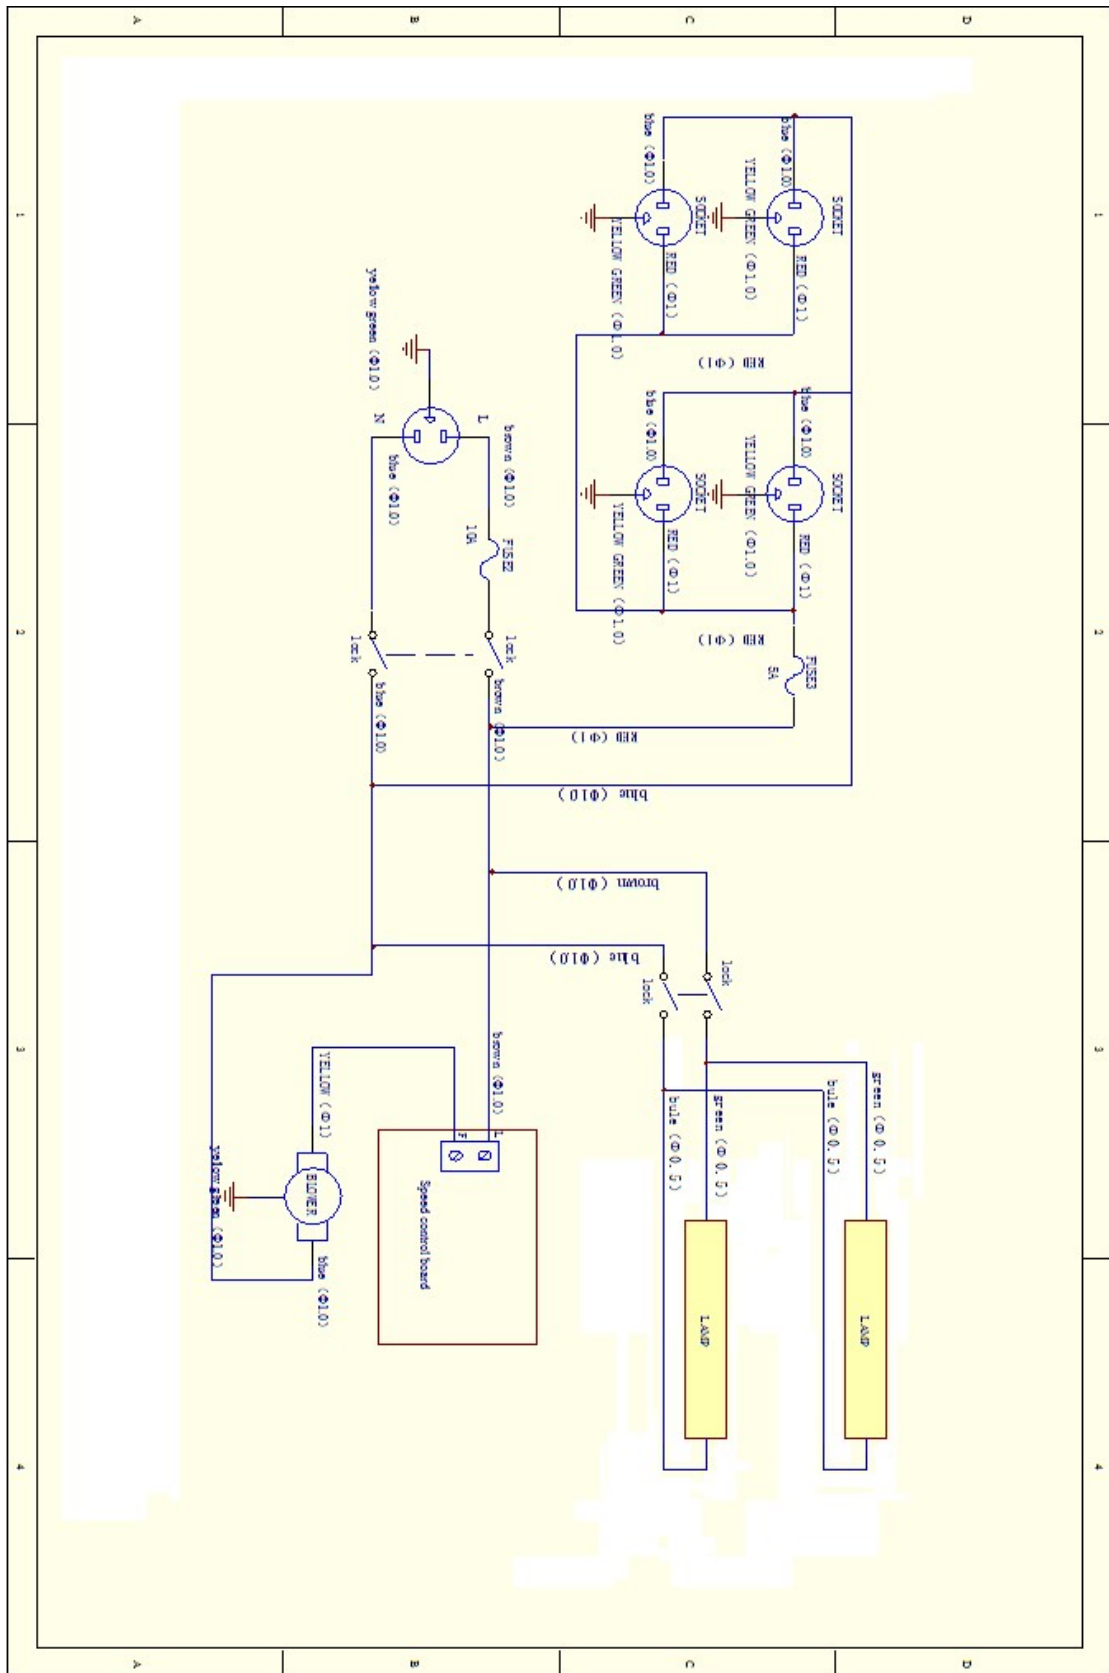 A
B
C
D
1
1
blue (Φ1.0)
blue (Φ1.0)
YELLOW GREEN (Φ1.0)
SOCKET
SOCKET
YELLOW GREEN (Φ1.0)
RED (Φ1)
RED (Φ1)
yellow green (Φ1.0)
RED (Φ1)
blue (Φ1.0)
blue (Φ1.0)
N
L
brown (Φ1.0)
YELLOW GREEN (Φ1.0)
SOCKET
SOCKET
blue (Φ1.0)
YELLOW GREEN (Φ1.0)
RED (Φ1)
RED (Φ1)
10A
FUSE2
2
2
lock
lock
RED (Φ1)
5A
FUSE3
blue (Φ1.0)
brown (Φ1.0)
RED (Φ1)
blue (Φ1.0)
brown (Φ1.0)
blue (Φ1.0)
lock
lock
3
3
YELLOW (Φ1)
brown (Φ1.0)
bule (Φ0.5)
green (Φ0.5)
bule (Φ0.5)
green (Φ0.5)
F
L
yellow green (Φ1.0)
BLOWER
Speed control board
blue (Φ1.0)
LAMP
LAMP
4
4
A
B
C
D